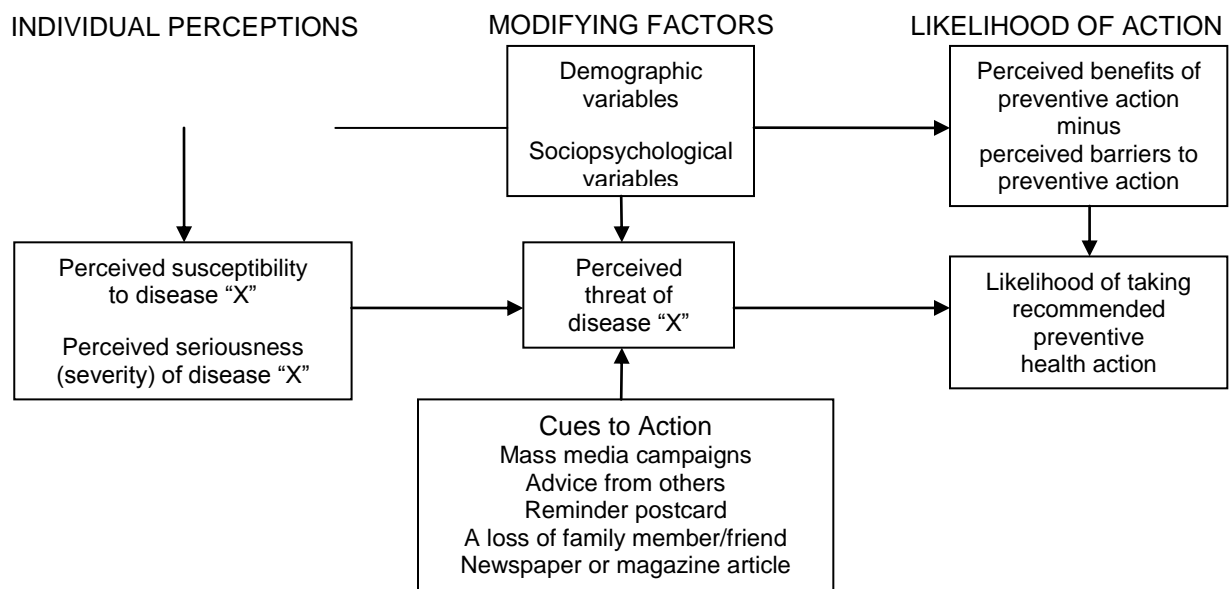 INDIVIDUAL PERCEPTIONS
MODIFYING FACTORS
LIKELIHOOD OF ACTION
Demographic
variables
Sociopsychological
variables
Perceived benefits of
preventive action
minus
perceived barriers to
preventive action
Perceived susceptibility
to disease “X”
Perceived seriousness
(severity) of disease “X”
Perceived
threat of
disease “X”
Likelihood of taking
recommended
preventive
health action
Cues to Action
Mass media campaigns
Advice from others
Reminder postcard
A loss of family member/friend
Newspaper or magazine article